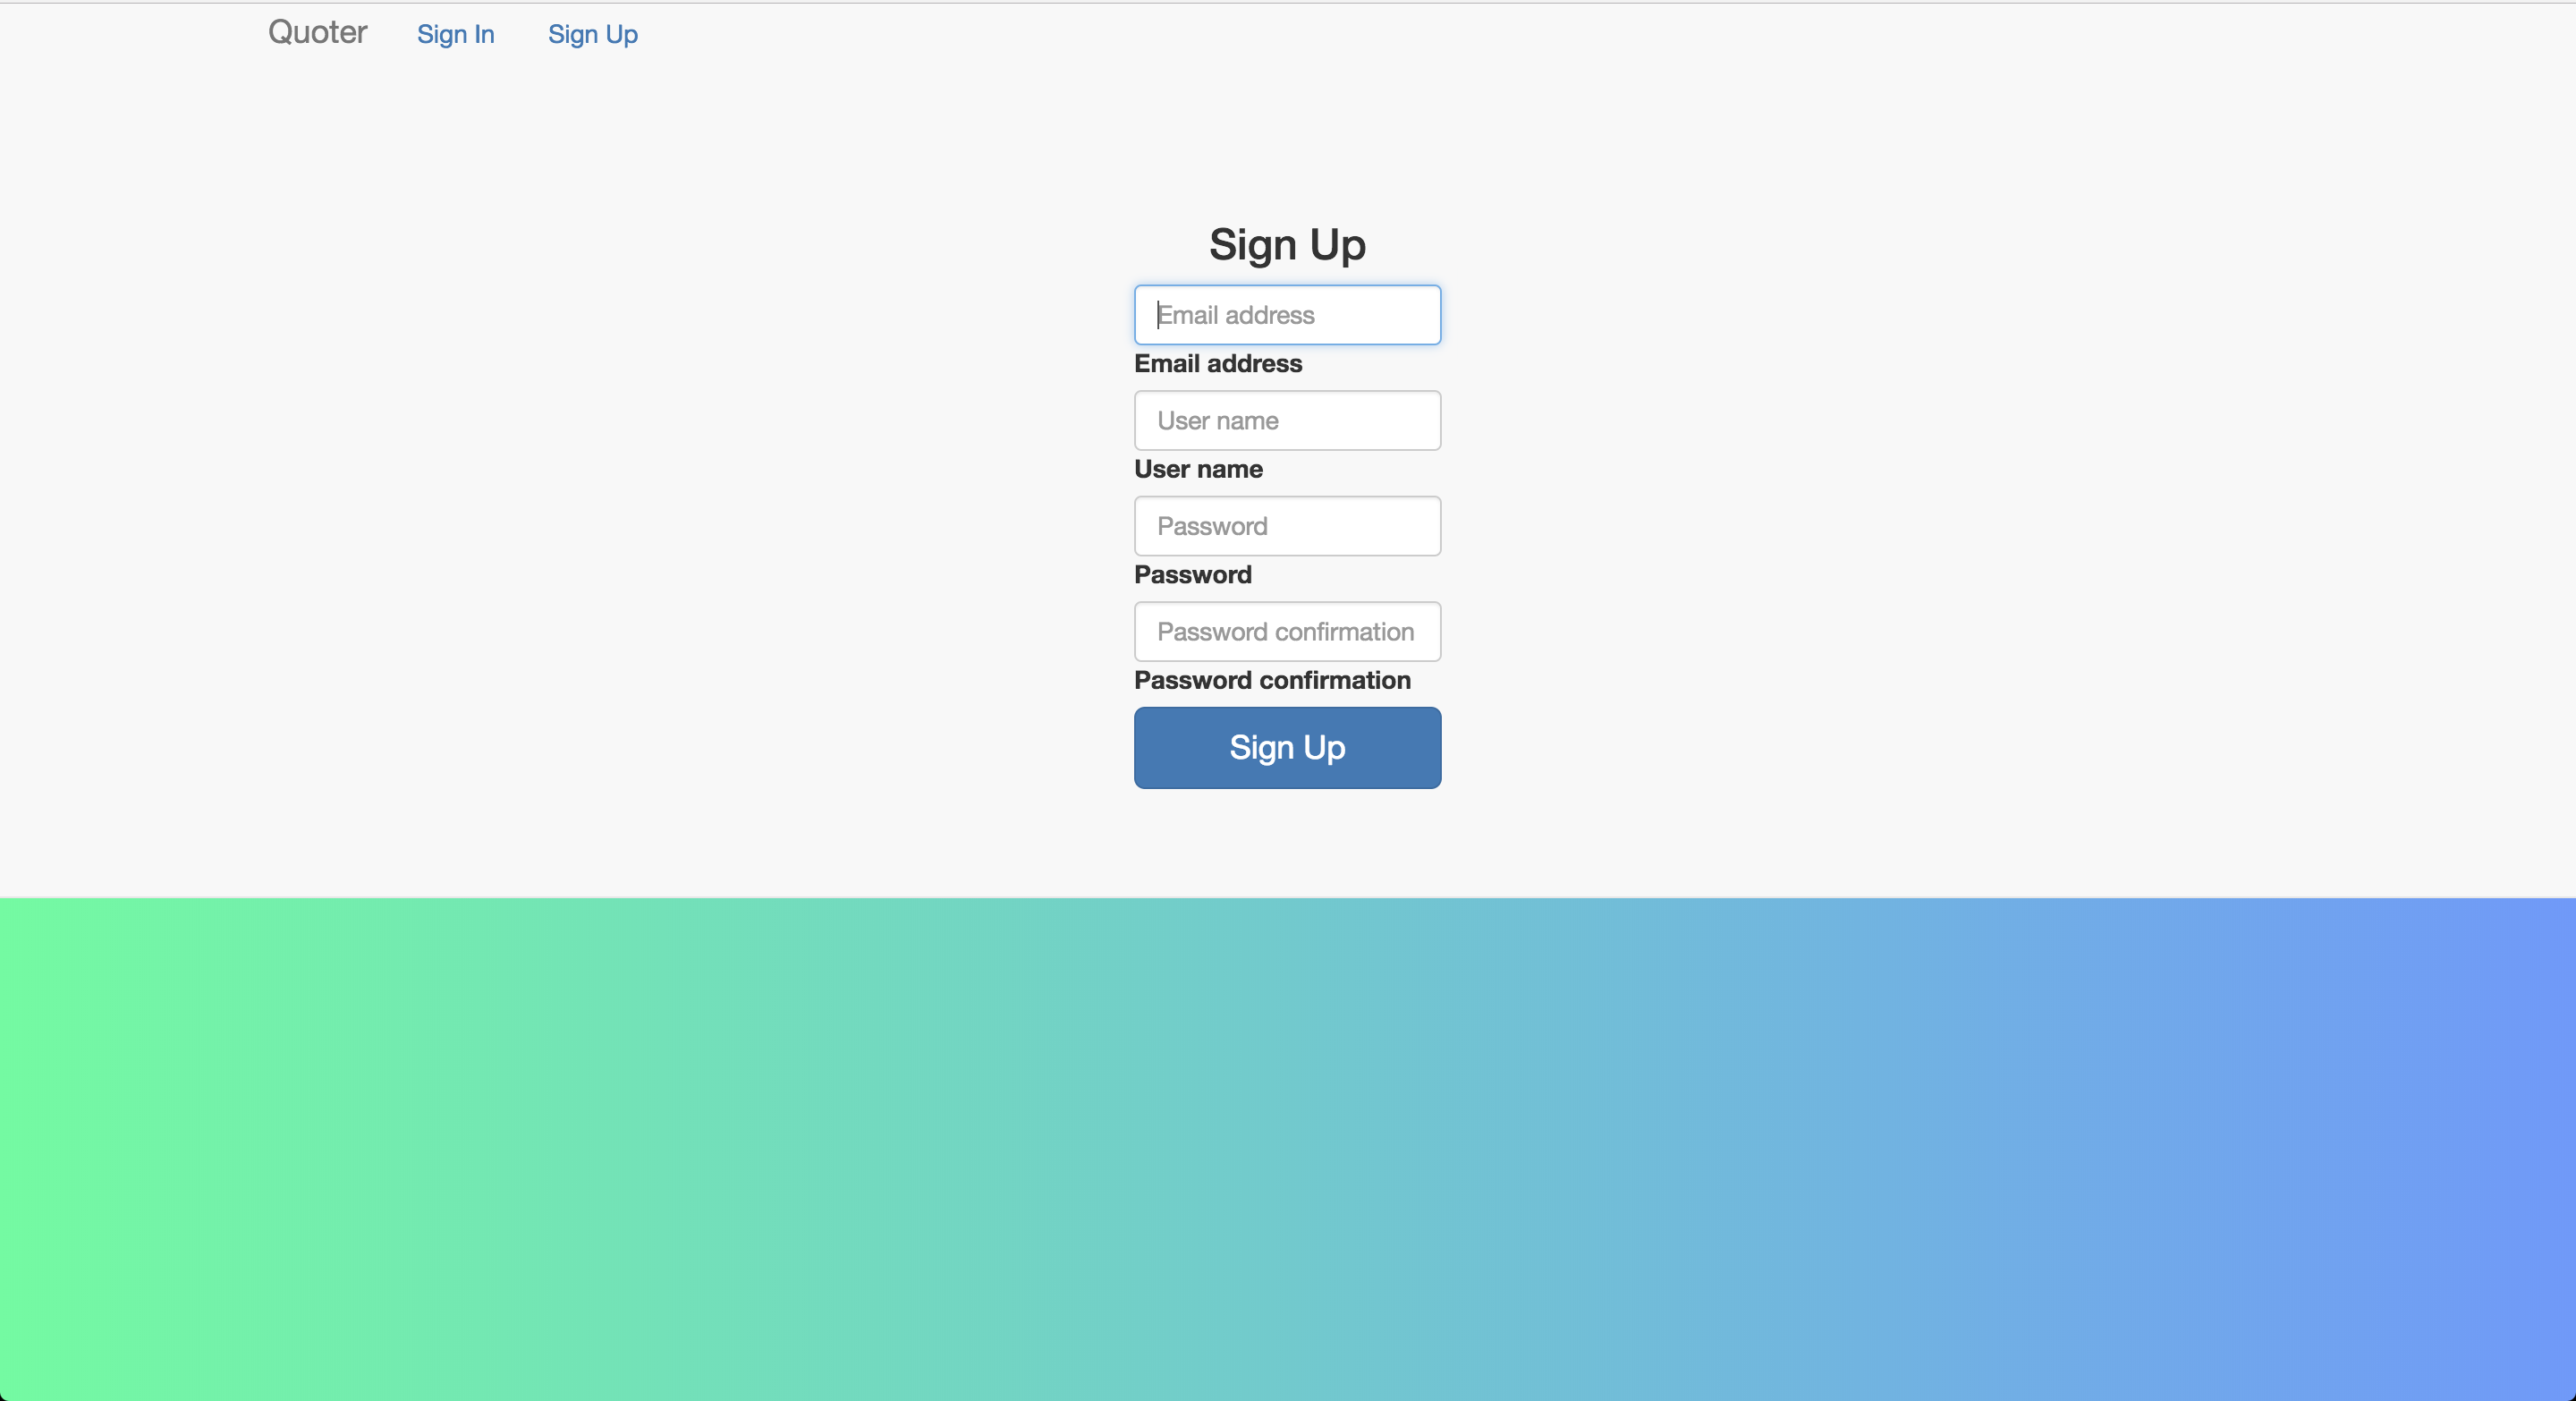 Quoter Sign In Sign Up
Sign Up
Email address
Email address
User name
User name
Password
Password
Password confirmation
Password confirmation
Sign Up